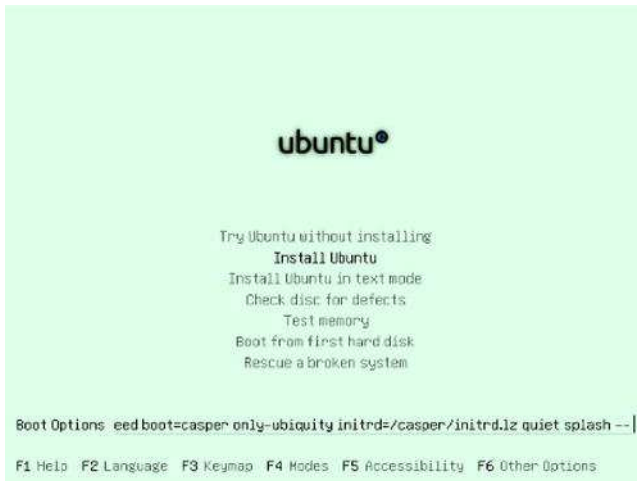 ubuntu
Try Ubuntu without installing
Install Ubuntu
Install Ubuntu in text mode
Check disc for defects
Test memory
Boot from first hard disk
Rescue a broken system
Boot Options eed boot=casper only-ubiquity initrd=/casper/initrd.lz quiet splash --
F1 Help F2 Language F3 Keymap F4 Modes F5 Accessibility F6 Other Options